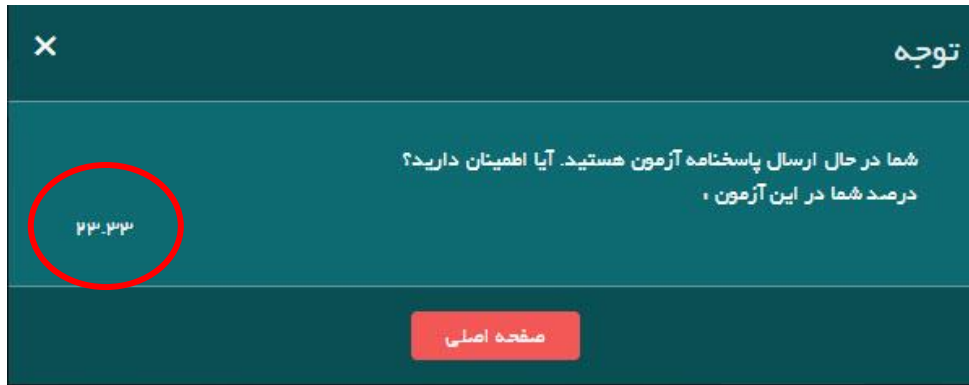 توجه
شما در حال ارسال پاسخنامه آزمون هستید. آیا اطمینان دارید؟
درصد شما در این آزمون :
۲۳.۳۳
صفحه اصلی